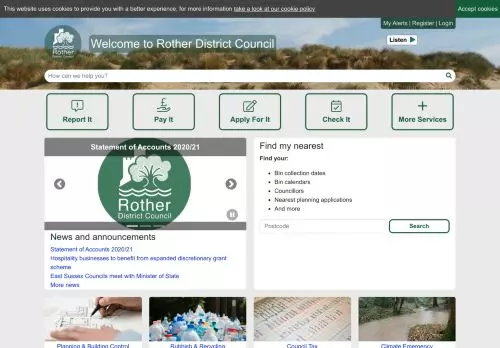 This website uses cookies to provide you with a better experience, for more information take a look at our cookie policy
Accept cookies
My Alerts | Register | Login
Rother
District Council
Welcome to Rother District Council
Listen
How can we help you?
Report It
Pay It
Apply For It
Check It
More Services
Statement of Accounts 2020/21
Rother
District Council
News and announcements
Statement of Accounts 2020/21
Hospitality businesses to benefit from expanded discretionary grant
scheme
East Sussex Councils meet with Minister of State
More news
Find my nearest
Find your:
Bin collection dates
Bin calendars
Councillors
Nearest planning applications
And more
Postcode
Search
Planning & Building Control
Rubbish & Recycling
Council Tax
Climate Emergency